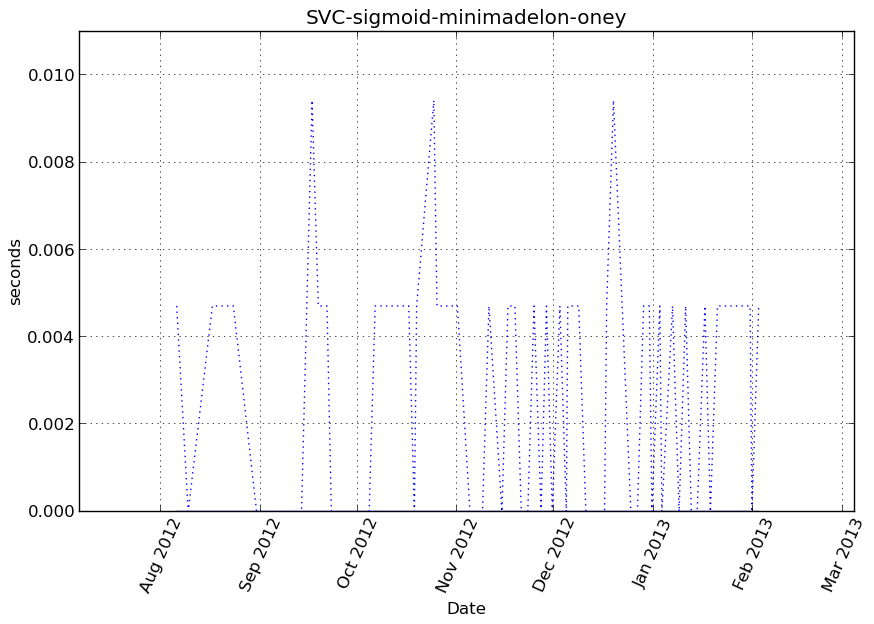 SVC-sigmoid-minimadelon-oney
0.010
0.008
0.006
0.004
0.002
0.000
seconds
Aug 2012
Sep 2012
Oct 2012
Nov 2012
Dec 2012
Jan 2013
Feb 2013
Mar 2013
Date